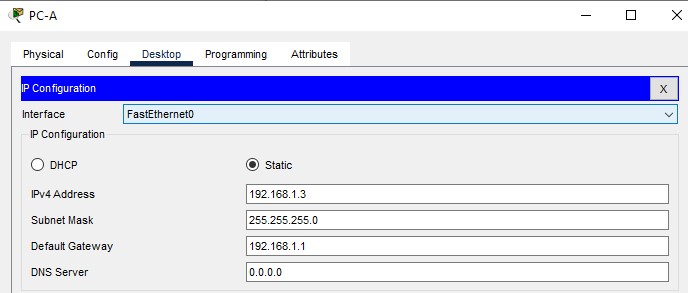 PC-A
Physical Config Desktop Programming Attributes
IP Configuration X
Interface FastEthernet0
IP Configuration
DHCP Static
IPv4 Address 192.168.1.3
Subnet Mask 255.255.255.0
Default Gateway 192.168.1.1
DNS Server 0.0.0.0